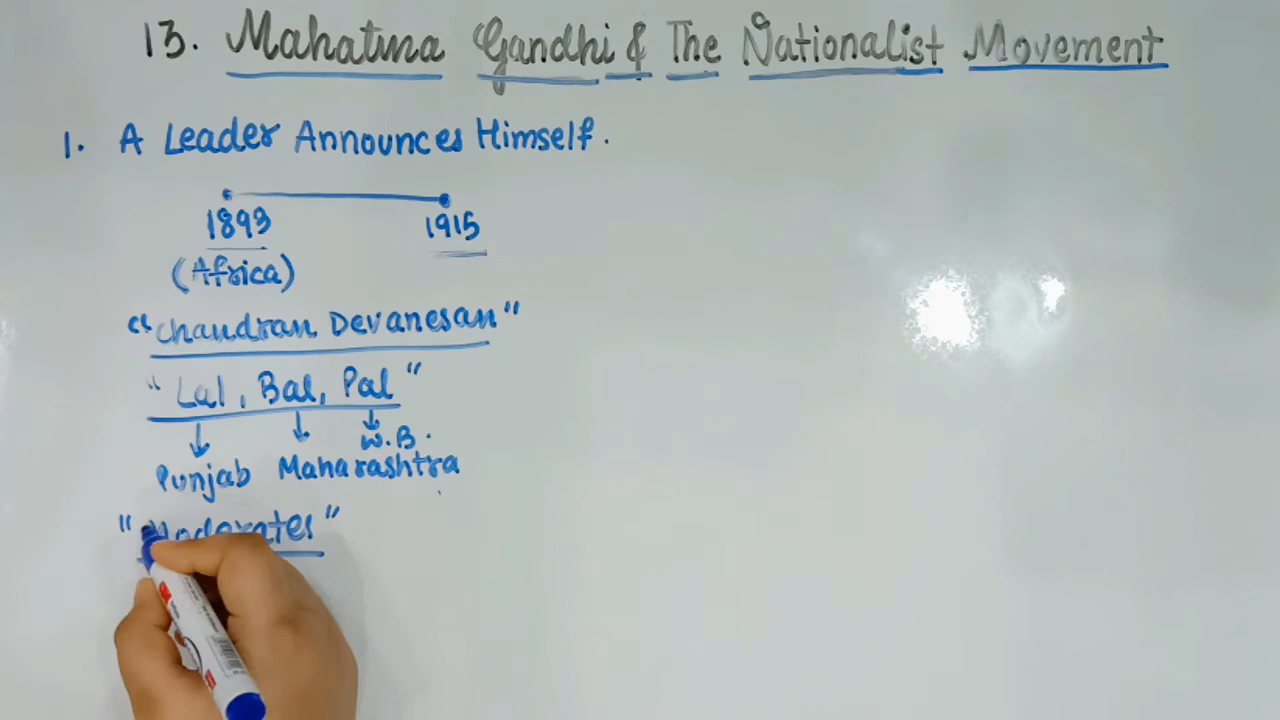 13. Mahatma Gandhi & The Nationalist Movement
1. A Leader Announces Himself.
1893 1915
(Africa)
"Chandran Devanesan"
"Lal, Bal, Pal"
W.B.
Punjab Maharashtra
"Moderates"